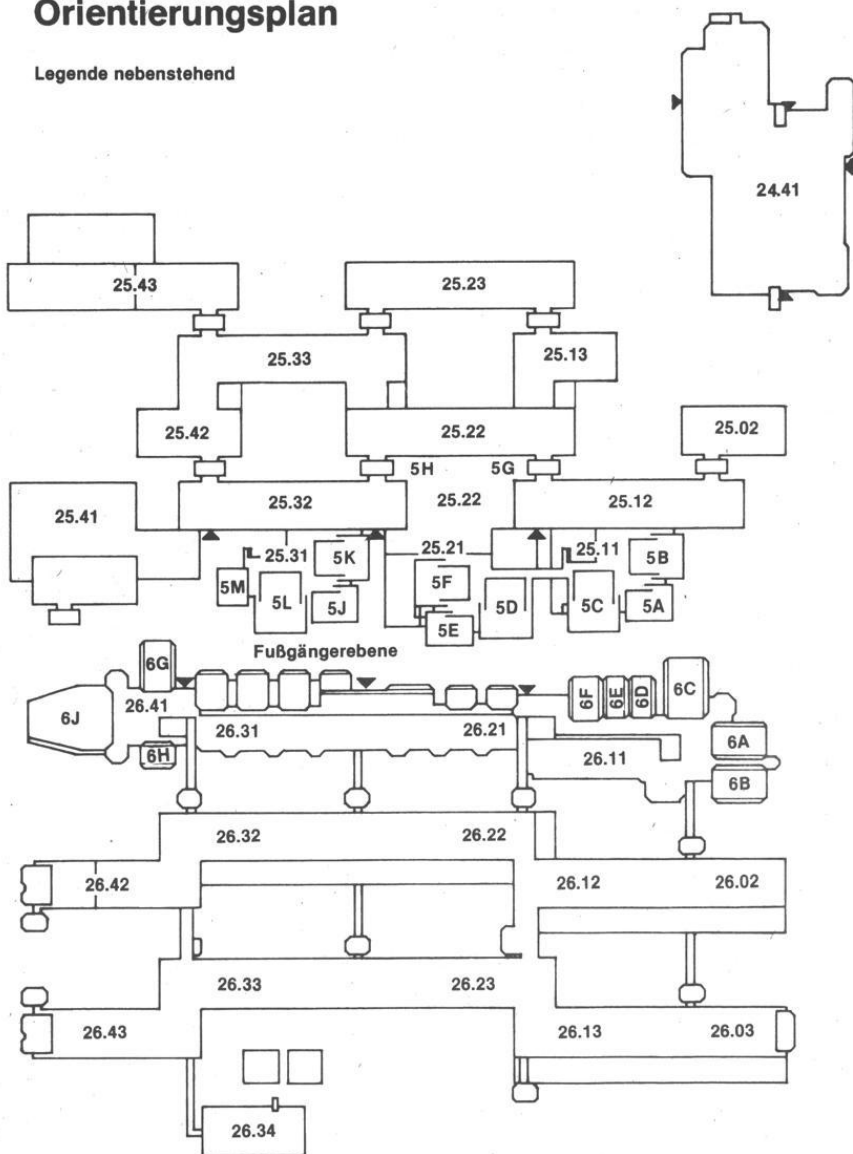 Orientierungsplan
Legende nebenstehend
24.41
25.43
25.23
25.33
25.13
25.42
25.22
25.02
5H 5G
25.41
25.32
25.22
25.12
25.31
5K
25.21
25.11
5B
5M
5L
5J
5F
5D
5C
5A
5E
Fußgängerebene
6G
26.41
6J
6H
26.31
26.21
6F
6E
6D
6C
6A
26.11
6B
26.32
26.22
26.42
26.12
26.02
26.33
26.23
26.43
26.13
26.03
26.34